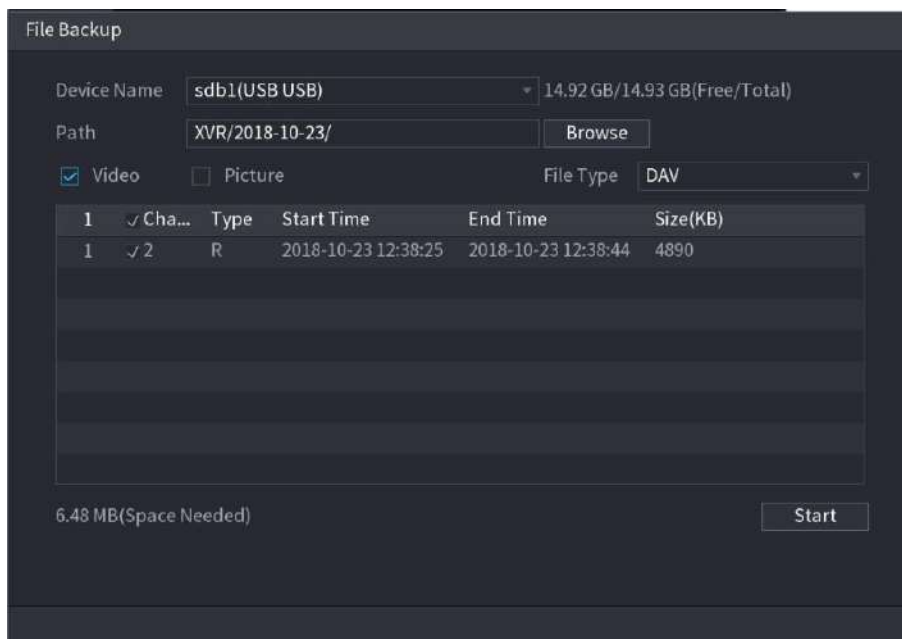 File Backup
Device Name sdb1(USB USB) 14.92 GB/14.93 GB(Free/Total)
Path XVR/2018-10-23/ Browse
Video Picture File Type DAV
1 Cha... Type Start Time End Time Size(KB)
1 2 R 2018-10-23 12:38:25 2018-10-23 12:38:44 4890
6.48 MB(Space Needed) Start